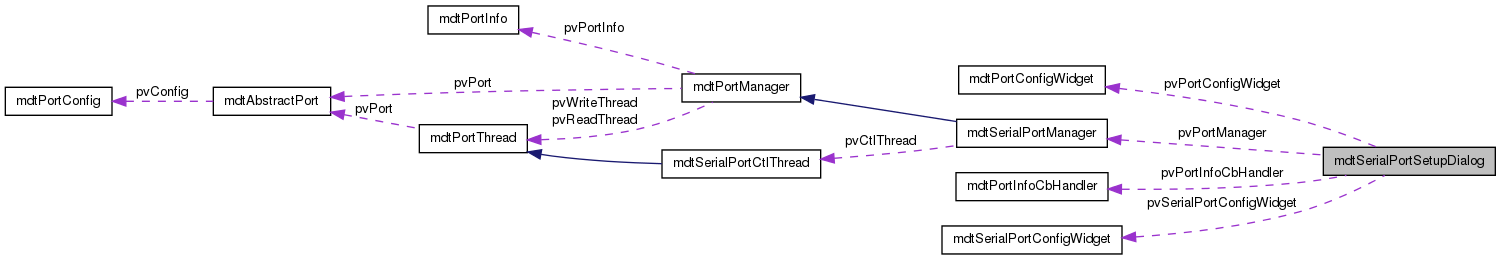 mdtPortInfo
pvPortInfo
mdtPortConfigWidget
pvPortConfigWidget
mdtPortConfig
pvConfig
mdtAbstractPort
pvPort
mdtPortManager
pvPort
pvWriteThread
pvReadThread
mdtPortThread
mdtSerialPortManager
pvPortManager
pvCtlThread
mdtSerialPortCtlThread
mdtSerialPortSetupDialog
pvPortInfoCbHandler
mdtPortInfoCbHandler
pvSerialPortConfigWidget
mdtSerialPortConfigWidget